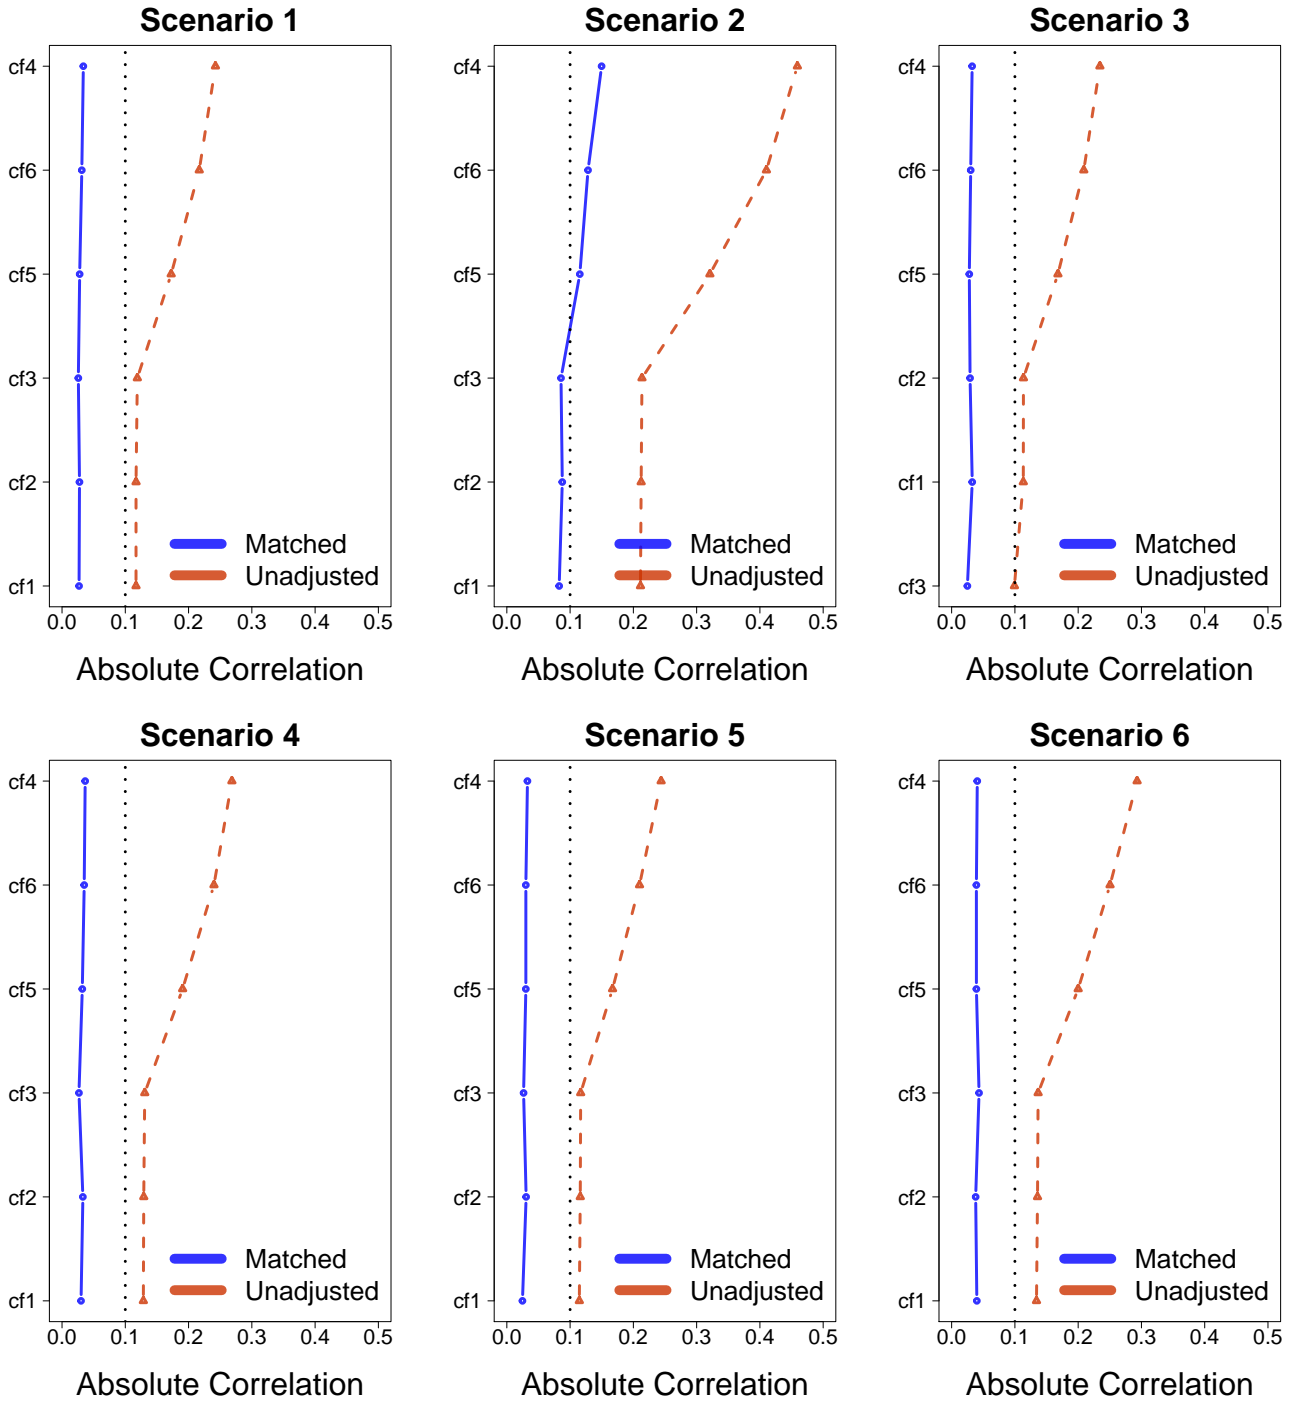 Scenario 1
cf4
cf6
cf5
cf3
cf2
cf1
Matched
Unadjusted
0.0 0.1 0.2 0.3 0.4 0.5
Absolute Correlation
Scenario 2
cf4
cf6
cf5
cf3
cf2
cf1
Matched
Unadjusted
0.0 0.1 0.2 0.3 0.4 0.5
Absolute Correlation
Scenario 3
cf4
cf6
cf5
cf2
cf1
cf3
Matched
Unadjusted
0.0 0.1 0.2 0.3 0.4 0.5
Absolute Correlation
Scenario 4
cf4
cf6
cf5
cf3
cf2
cf1
Matched
Unadjusted
0.0 0.1 0.2 0.3 0.4 0.5
Absolute Correlation
Scenario 5
cf4
cf6
cf5
cf3
cf2
cf1
Matched
Unadjusted
0.0 0.1 0.2 0.3 0.4 0.5
Absolute Correlation
Scenario 6
cf4
cf6
cf5
cf3
cf2
cf1
Matched
Unadjusted
0.0 0.1 0.2 0.3 0.4 0.5
Absolute Correlation